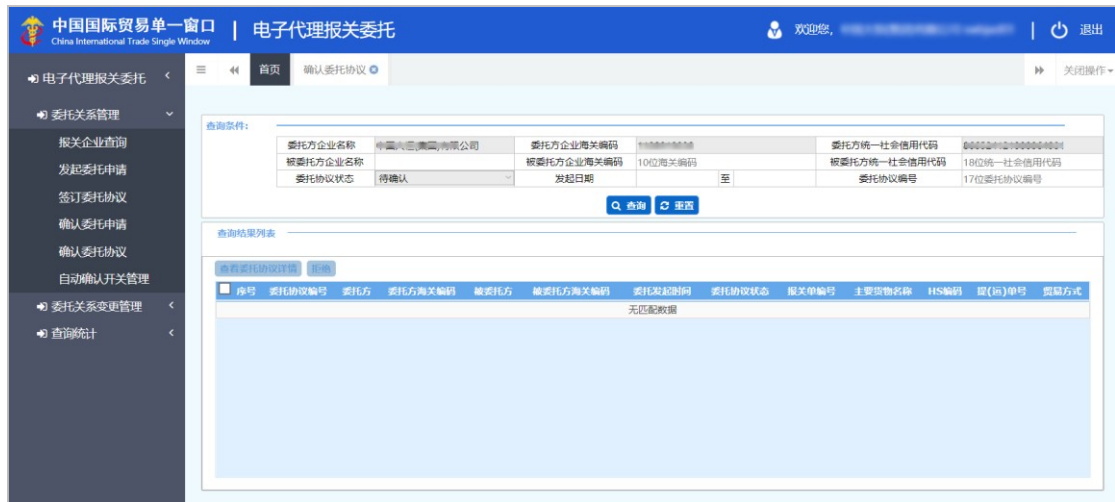 中国国际贸易单一窗口 | 电子代理报关委托
China International Trade Single Window
欢迎您,
退出
电子代理报关委托
首页 确认委托协议
关闭操作
委托关系管理
报关企业查询
发起委托申请
签订委托协议
确认委托申请
确认委托协议
自动确认开关管理
委托关系变更管理
查询统计
查询条件:
委托方企业名称 委托方企业海关编码 委托方统一社会信用代码
被委托方企业名称 被委托方企业海关编码 10位海关编码 被委托方统一社会信用代码 18位统一社会信用代码
委托协议状态 待确认 发起日期 至 委托协议编号 17位委托协议编号
查询 重置
查询结果列表
查看委托协议详情 拒绝
序号 委托协议编号 委托方 委托方海关编码 被委托方 被委托方海关编码 委托发起时间 委托协议状态 报关单编号 主要货物名称 HS编码 提(运)单号 贸易方式
无匹配数据